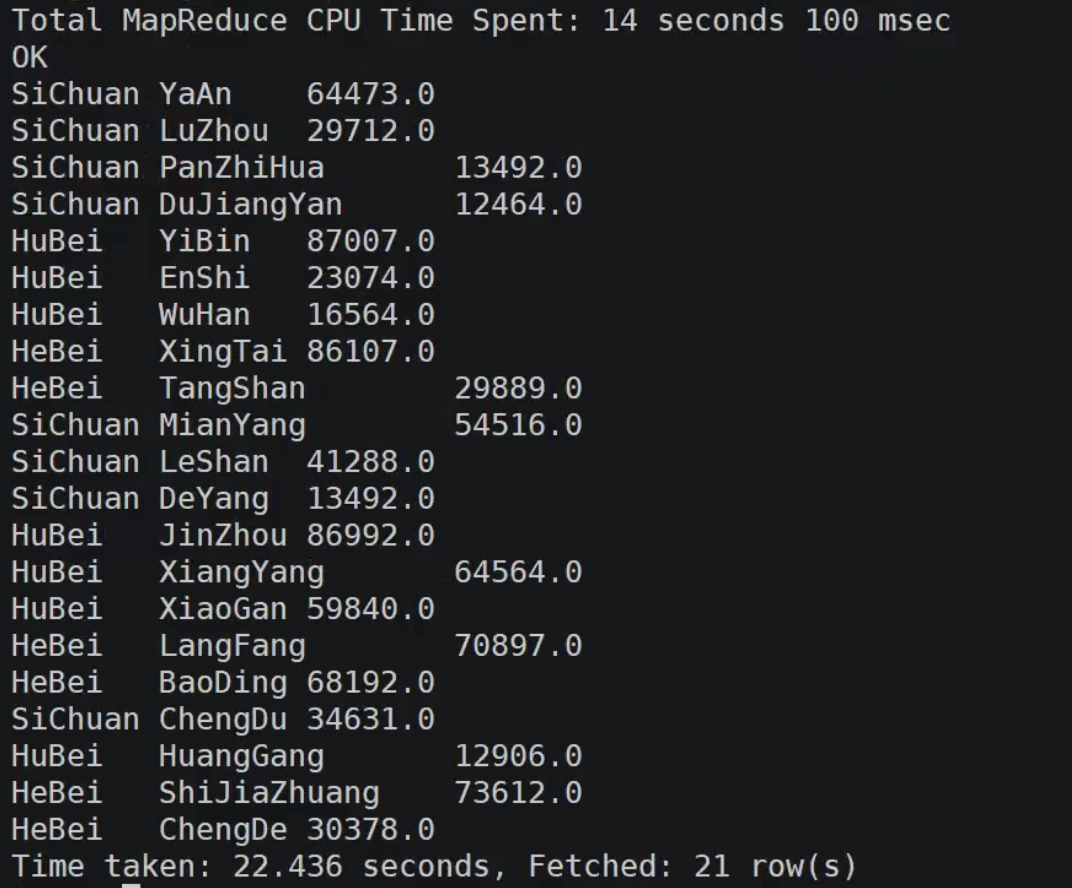 Total MapReduce CPU Time Spent: 14 seconds 100 msec
OK
SiChuan YaAn    64473.0
SiChuan LuZhou  29712.0
SiChuan PanZhiHua       13492.0
SiChuan DuJiangYan      12464.0
HuBei   YiBin   87007.0
HuBei   EnShi   23074.0
HuBei   WuHan   16564.0
HeBei   XingTai 86107.0
HeBei   TangShan        29889.0
SiChuan MianYang        54516.0
SiChuan LeShan  41288.0
SiChuan DeYang  13492.0
HuBei   JinZhou 86992.0
HuBei   XiangYang       64564.0
HuBei   XiaoGan 59840.0
HeBei   LangFang        70897.0
HeBei   BaoDing 68192.0
SiChuan ChengDu 34631.0
HuBei   HuangGang       12906.0
HeBei   ShiJiaZhuang    73612.0
HeBei   ChengDe 30378.0
Time taken: 22.436 seconds, Fetched: 21 row(s)